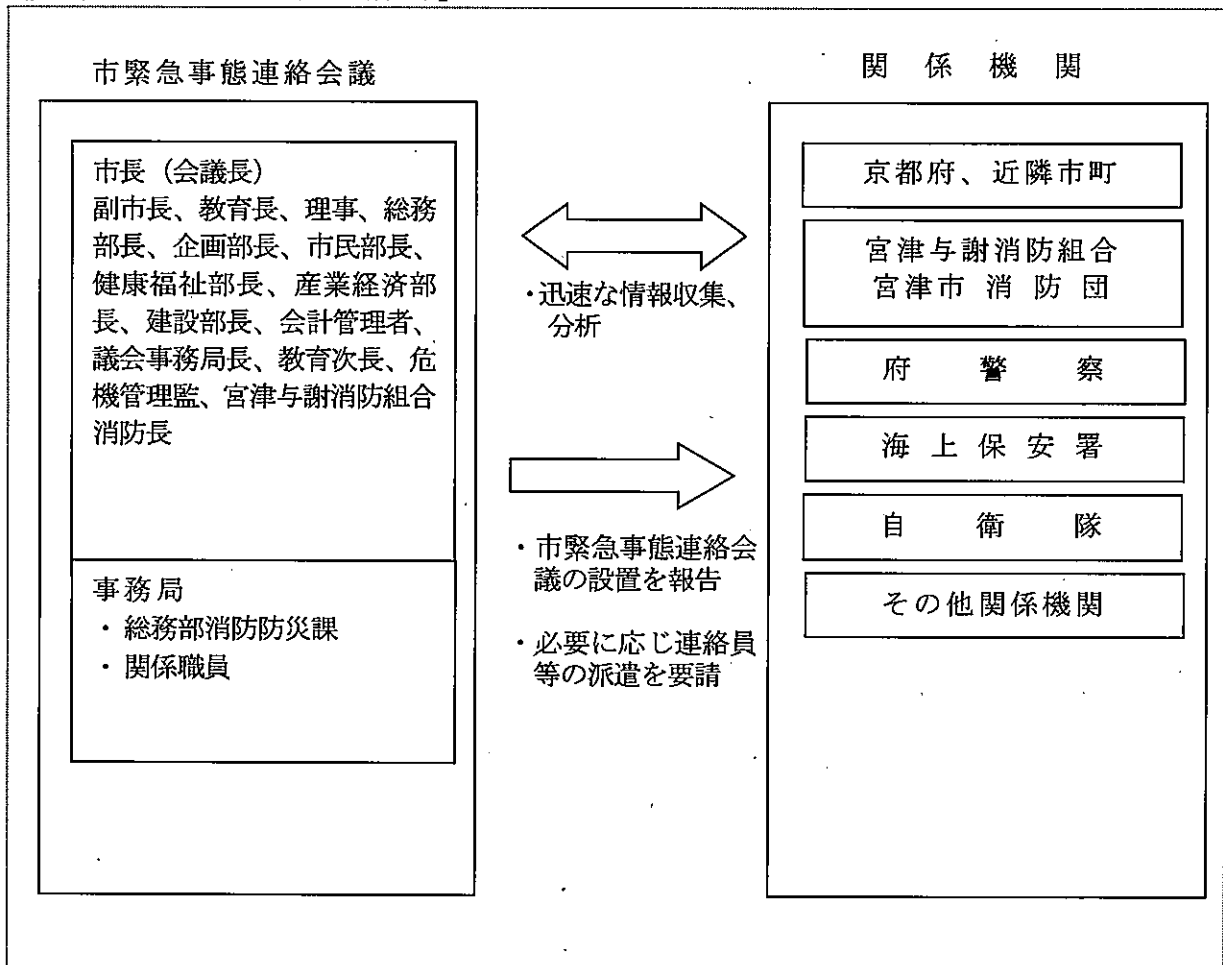 市緊急事態連絡会議
市長（会議長）
副市長、教育長、理事、総務
部長、企画部長、市民部長、
健康福祉部長、産業経済部
長、建設部長、会計管理者、
議会事務局長、教育次長、危
機管理監、宮津与謝消防組合
消防長
事務局
・総務部消防防災課
・関係職員
・迅速な情報収集、
分析
・市緊急事態連絡会
議の設置を報告
・必要に応じ連絡員
等の派遣を要請
関係機関
京都府、近隣市町
宮津与謝消防組合
宮津市消防団
府警察
海上保安署
自衛隊
その他関係機関